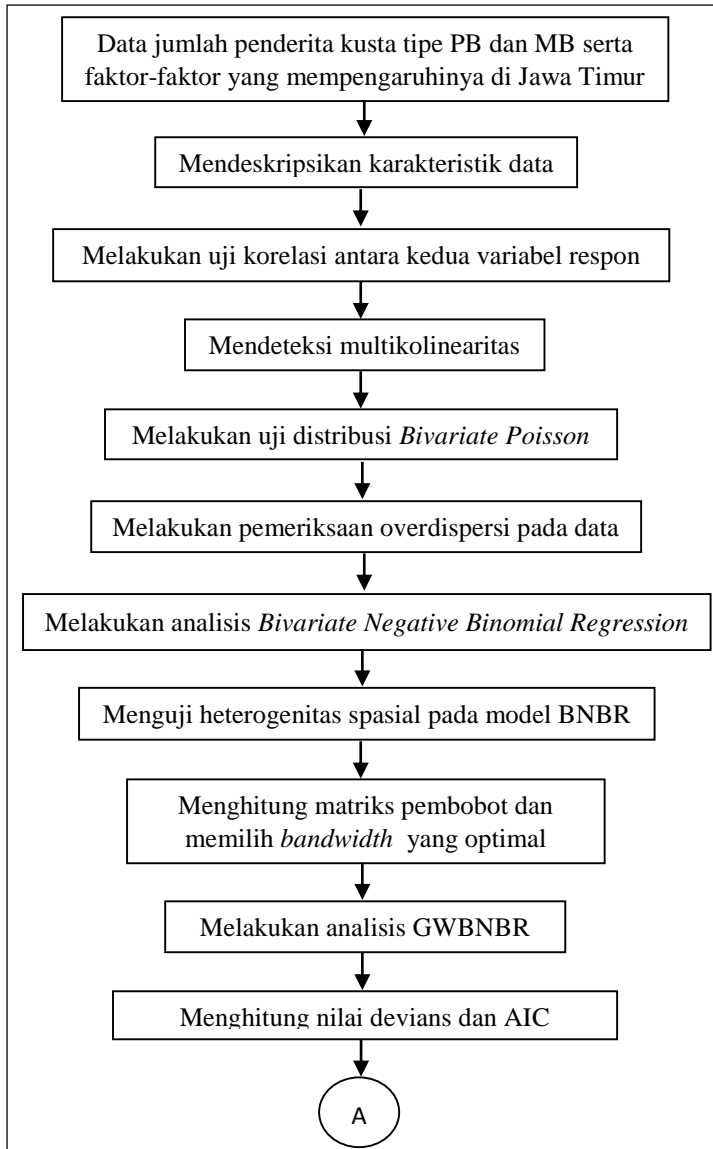 Data jumlah penderita kusta tipe PB dan MB serta
faktor-faktor yang mempengaruhinya di Jawa Timur
Mendeskripsikan karakteristik data
Melakukan uji korelasi antara kedua variabel respon
Mendeteksi multikolinearitas
Melakukan uji distribusi Bivariate Poisson
Melakukan pemeriksaan overdispersi pada data
Melakukan analisis Bivariate Negative Binomial Regression
Menguji heterogenitas spasial pada model BNBR
Menghitung matriks pembobot dan
memilih bandwidth yang optimal
Melakukan analisis GWBNBR
Menghitung nilai devians dan AIC
A